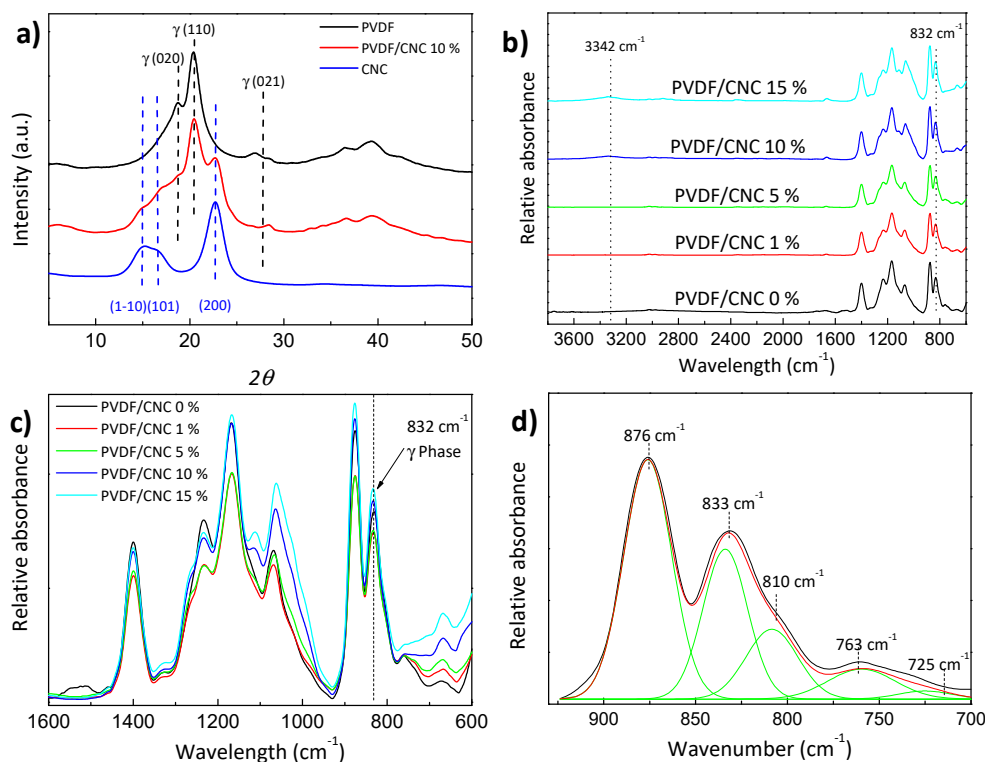 a)
γ (110)
γ (020)
γ (021)
PVDF
PVDF/CNC 10 %
CNC
(1-10)
(101)
(200)
Intensity (a.u.)
10
20
30
40
50
2θ
b)
3342 cm⁻¹
832 cm⁻¹
PVDF/CNC 15 %
PVDF/CNC 10 %
PVDF/CNC 5 %
PVDF/CNC 1 %
PVDF/CNC 0 %
Relative absorbance
3600
3200
2800
2400
2000
1600
1200
800
Wavelength (cm⁻¹)
c)
PVDF/CNC 0 %
PVDF/CNC 1 %
PVDF/CNC 5 %
PVDF/CNC 10 %
PVDF/CNC 15 %
832 cm⁻¹
γ Phase
Relative absorbance
1600
1400
1200
1000
800
600
Wavelength (cm⁻¹)
d)
876 cm⁻¹
833 cm⁻¹
810 cm⁻¹
763 cm⁻¹
725 cm⁻¹
Relative absorbance
900
850
800
750
700
Wavenumber (cm⁻¹)